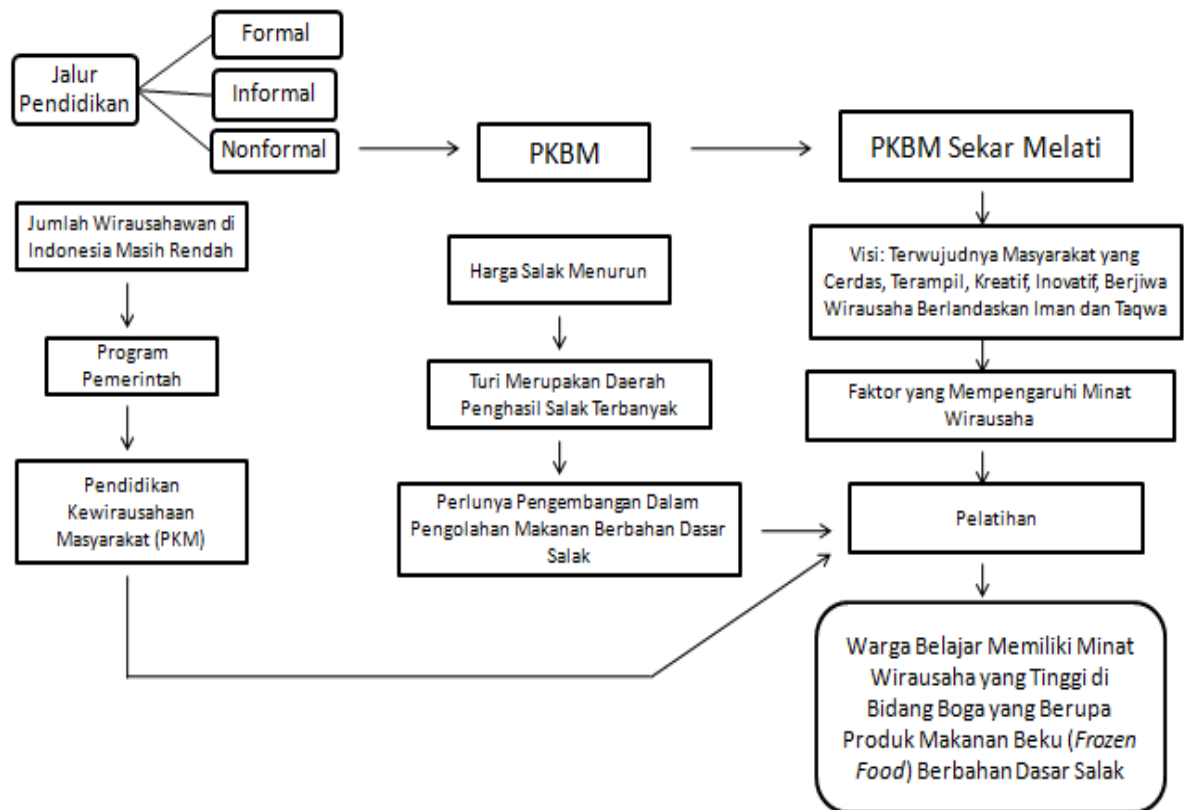 Jalur
Pendidikan
Formal
Informal
Nonformal
PKBM
PKBM Sekar Melati
Jumlah Wirausahawan di
Indonesia Masih Rendah
Program
Pemerintah
Pendidikan
Kewirausahaan
Masyarakat (PKM)
Harga Salak Menurun
Turi Merupakan Daerah
Penghasil Salak Terbanyak
Perlunya Pengembangan Dalam
Pengolahan Makanan Berbahan Dasar
Salak
Visi: Terwujudnya Masyarakat yang
Cerdas, Terampil, Kreatif, Inovatif, Berjiwa
Wirausaha Berlandaskan Iman dan Taqwa
Faktor yang Mempengaruhi Minat
Wirausaha
Pelatihan
Warga Belajar Memiliki Minat
Wirausaha yang Tinggi di
Bidang Boga yang Berupa
Produk Makanan Beku (Frozen
Food) Berbahan Dasar Salak